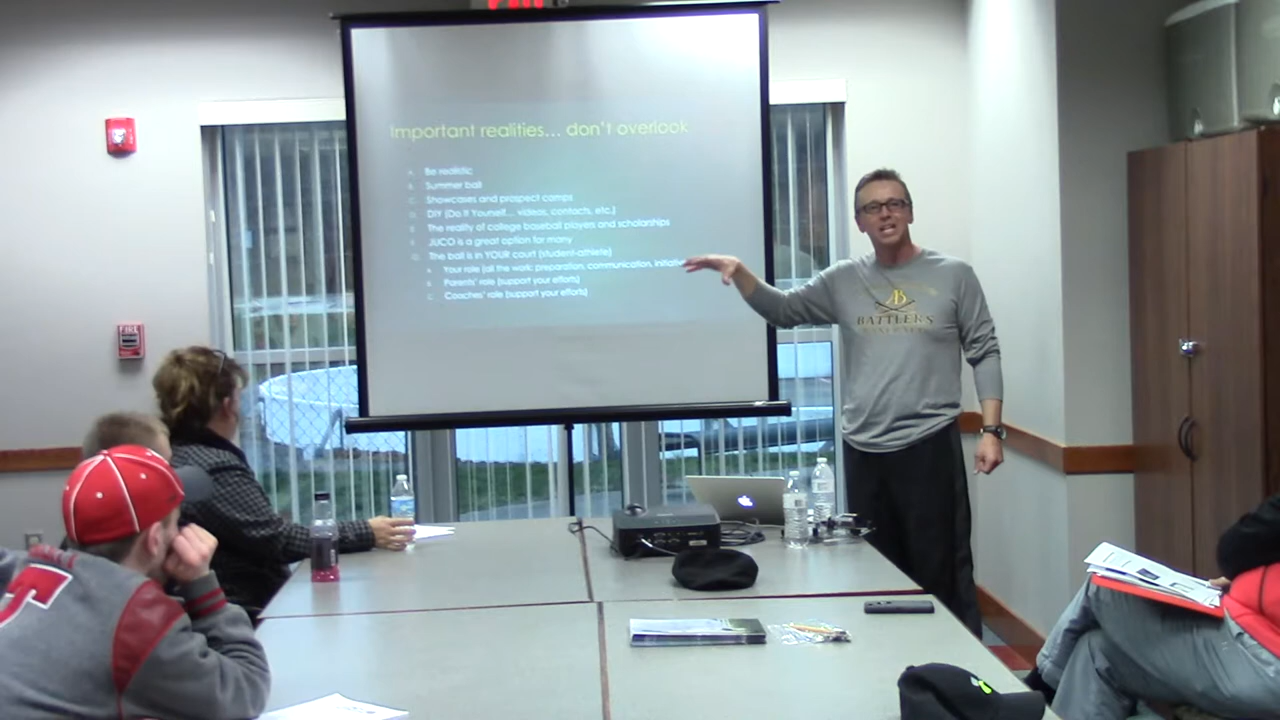 Important realities... don't overlook
A. Be realistic
B. Summer ball
C. Showcases and prospect camps
D. DIY (Do It Yourself... videos, contacts, etc.)
E. The reality of college baseball players and scholarships
F. JUCO is a great option for many
G. The ball is in YOUR court (student-athlete)
A. Your role (all the work: preparation, communication, initiative
B. Parents' role (support your efforts)
C. Coaches' role (support your efforts)
AB
BATTLERS
BASEBALL
FIRE